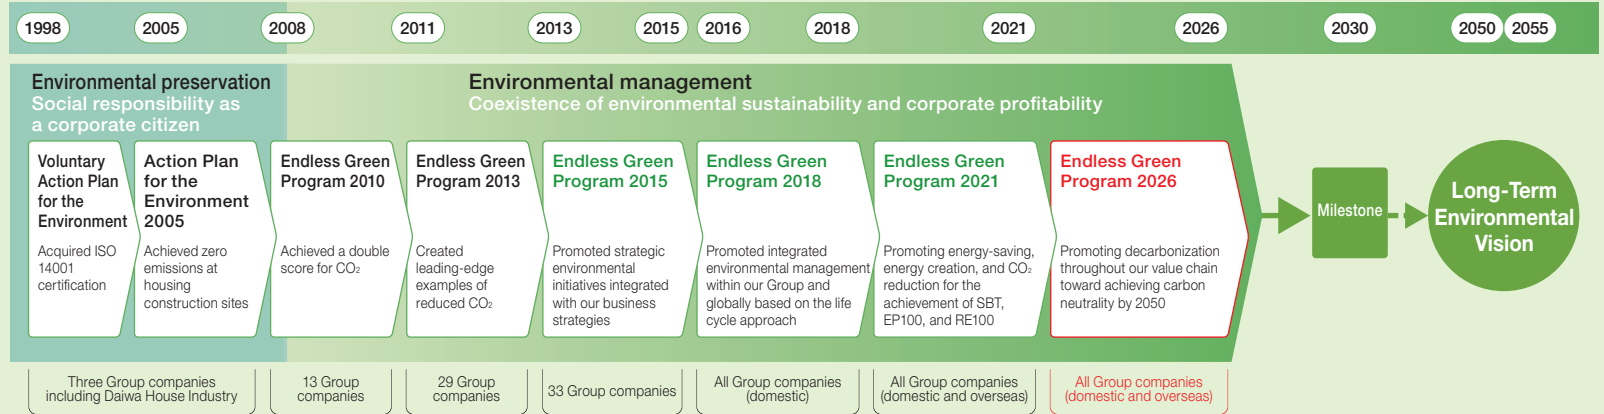 1998 2005 2008 2011 2013 2015 2016 2018 2021 2026 2030 2050 2055
Environmental preservation
Social responsibility as
a corporate citizen
Environmental management
Coexistence of environmental sustainability and corporate profitability
Voluntary
Action Plan
for the
Environment
Acquired ISO
14001
certification
Action Plan
for the
Environment
2005
Achieved zero
emissions at
housing
construction sites
Endless Green
Program 2010
Achieved a double
score for CO₂
Endless Green
Program 2013
Created
leading-edge
examples of
reduced CO₂
Endless Green
Program 2015
Promoted strategic
environmental
initiatives integrated
with our business
strategies
Endless Green
Program 2018
Promoted integrated
environmental management
within our Group and
globally based on the life
cycle approach
Endless Green
Program 2021
Promoting energy-saving,
energy creation, and CO₂
reduction for the
achievement of SBT,
EP100, and RE100
Endless Green
Program 2026
Promoting decarbonization
throughout our value chain
toward achieving carbon
neutrality by 2050
Milestone
Long-Term
Environmental
Vision
Three Group companies
including Daiwa House Industry
13 Group
companies
29 Group
companies
33 Group companies
All Group companies
(domestic)
All Group companies
(domestic and overseas)
All Group companies
(domestic and overseas)